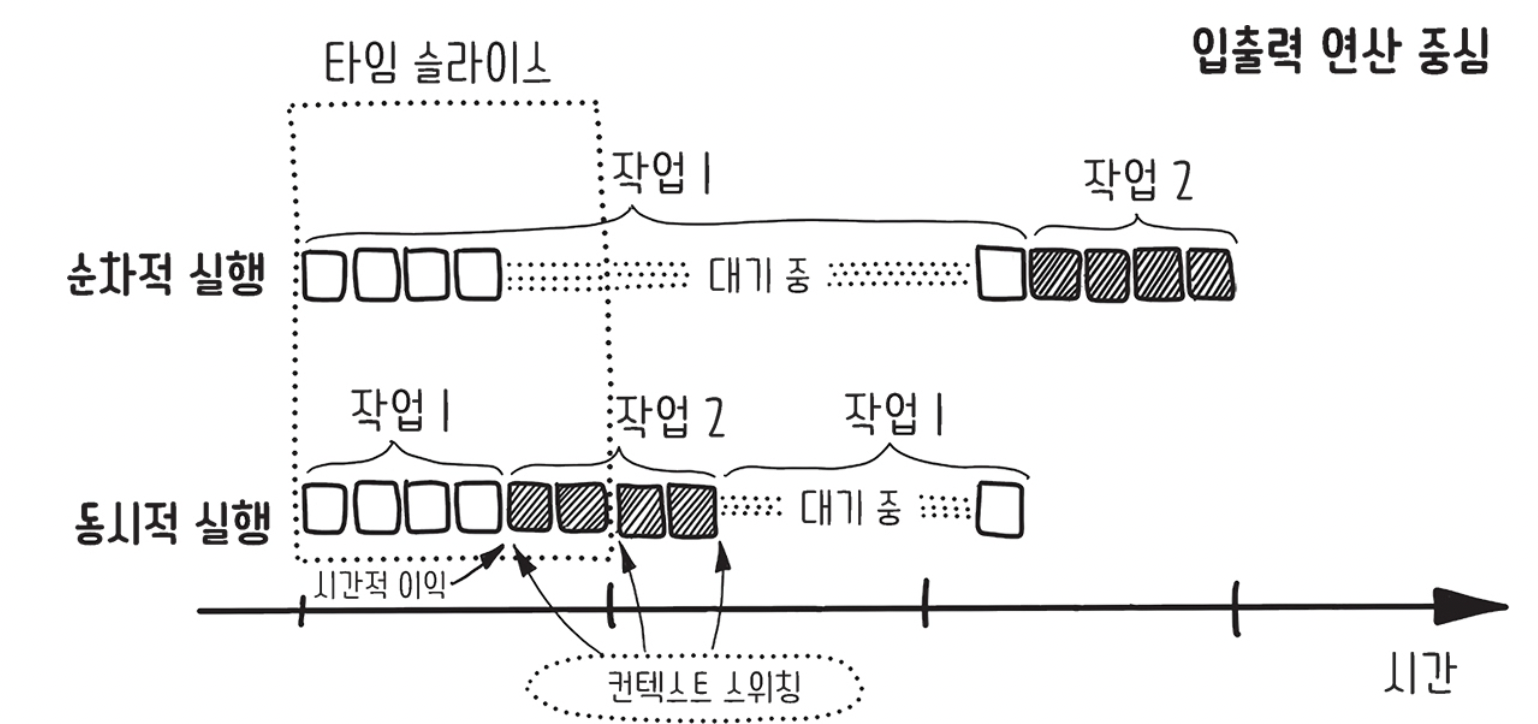 타임 슬라이스
입출력 연산 중심
작업 1
작업 2
순차적 실행
대기 중
작업 1
작업 2
작업 1
동시적 실행
대기 중
시간적 이익
컨텍스트 스위칭
시간